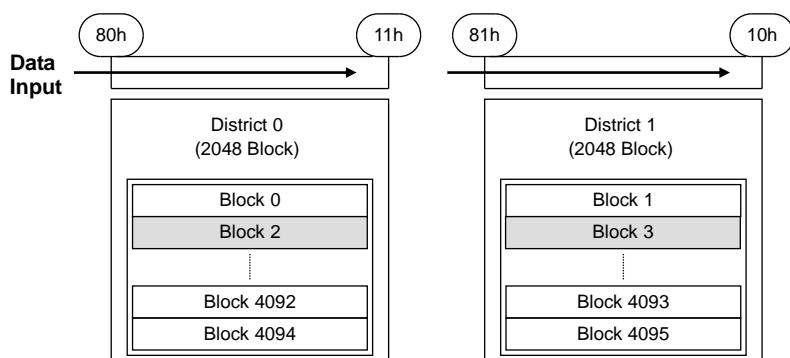 80h 11h 81h 10h
Data
Input
District 0
(2048 Block)
Block 0
Block 2
Block 4092
Block 4094
District 1
(2048 Block)
Block 1
Block 3
Block 4093
Block 4095